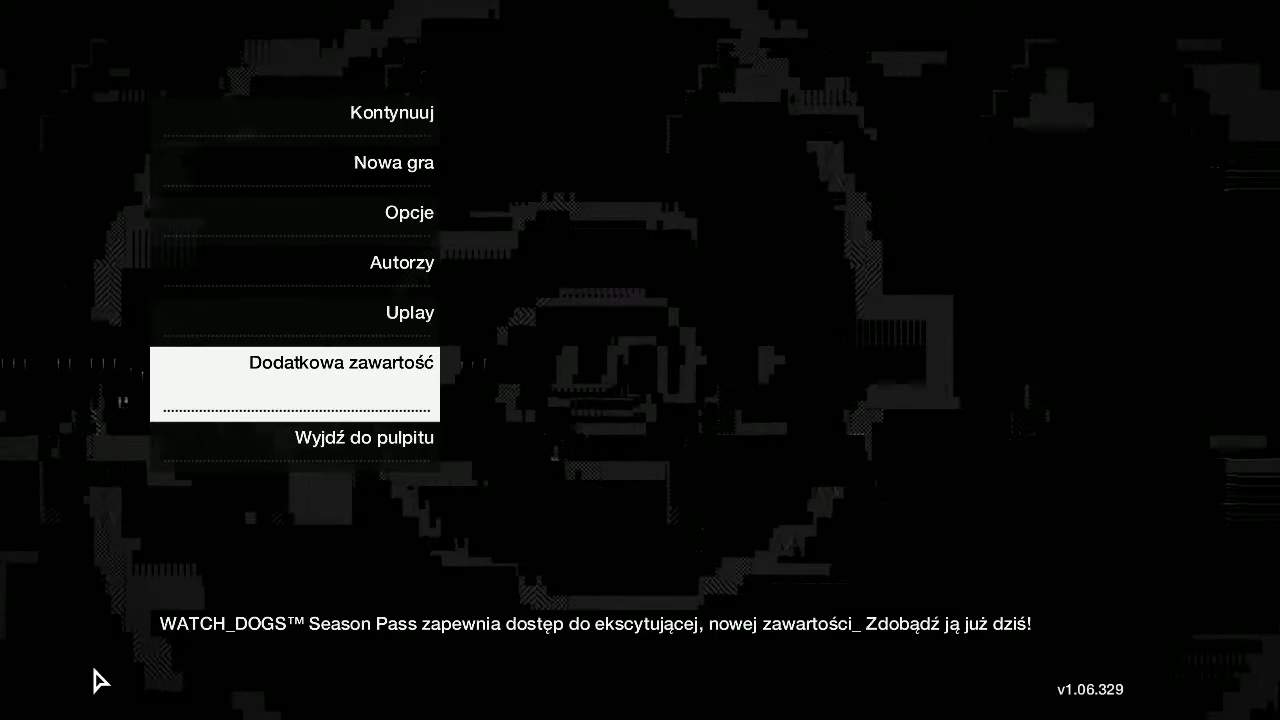 Kontynuuj
Nowa gra
Opcje
Autorzy
Uplay
Dodatkowa zawartość
Wyjdź do pulpitu
WATCH_DOGS™ Season Pass zapewnia dostęp do ekscytującej, nowej zawartości_ Zdobądź ją już dziś!
v1.06.329